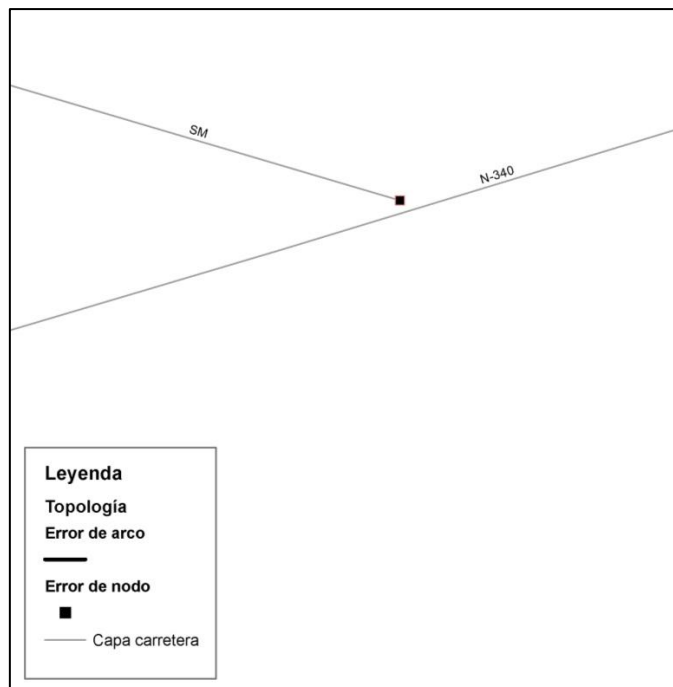 SM
N-340
Leyenda
Topología
Error de arco
Error de nodo
Capa carretera